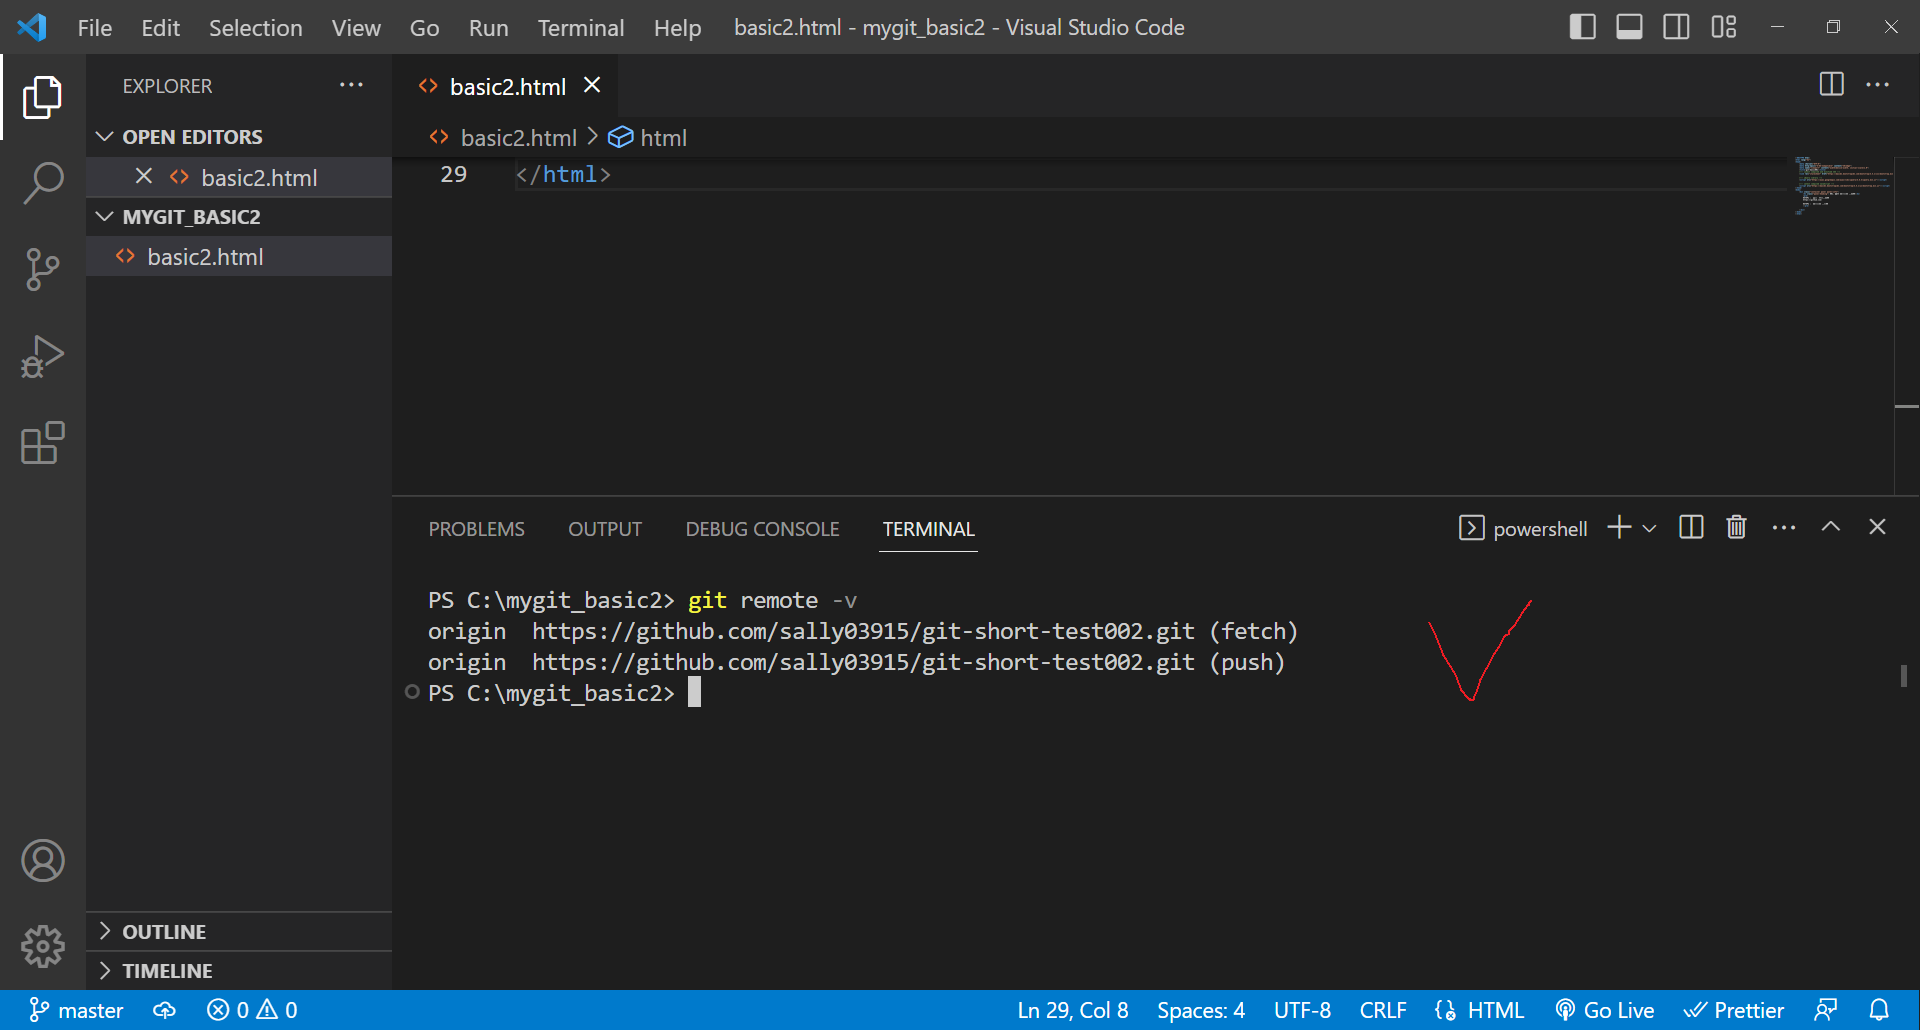 File Edit Selection View Go Run Terminal Help basic2.html - mygit_basic2 - Visual Studio Code
EXPLORER
OPEN EDITORS
basic2.html
MYGIT_BASIC2
basic2.html
OUTLINE
TIMELINE
basic2.html
basic2.html > html
29 </html>
PROBLEMS OUTPUT DEBUG CONSOLE TERMINAL powershell
PS C:\mygit_basic2> git remote -v
origin  https://github.com/sally03915/git-short-test002.git (fetch)
origin  https://github.com/sally03915/git-short-test002.git (push)
PS C:\mygit_basic2>
master 0 0 Ln 29, Col 8 Spaces: 4 UTF-8 CRLF HTML Go Live Prettier